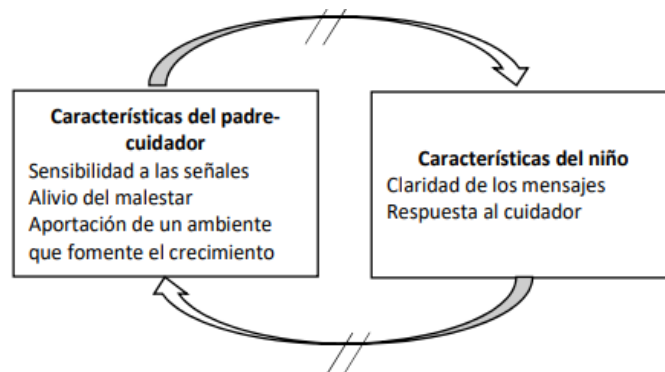 Características del padre-
cuidador
Sensibilidad a las señales
Alivio del malestar
Aportación de un ambiente
que fomente el crecimiento
Características del niño
Claridad de los mensajes
Respuesta al cuidador